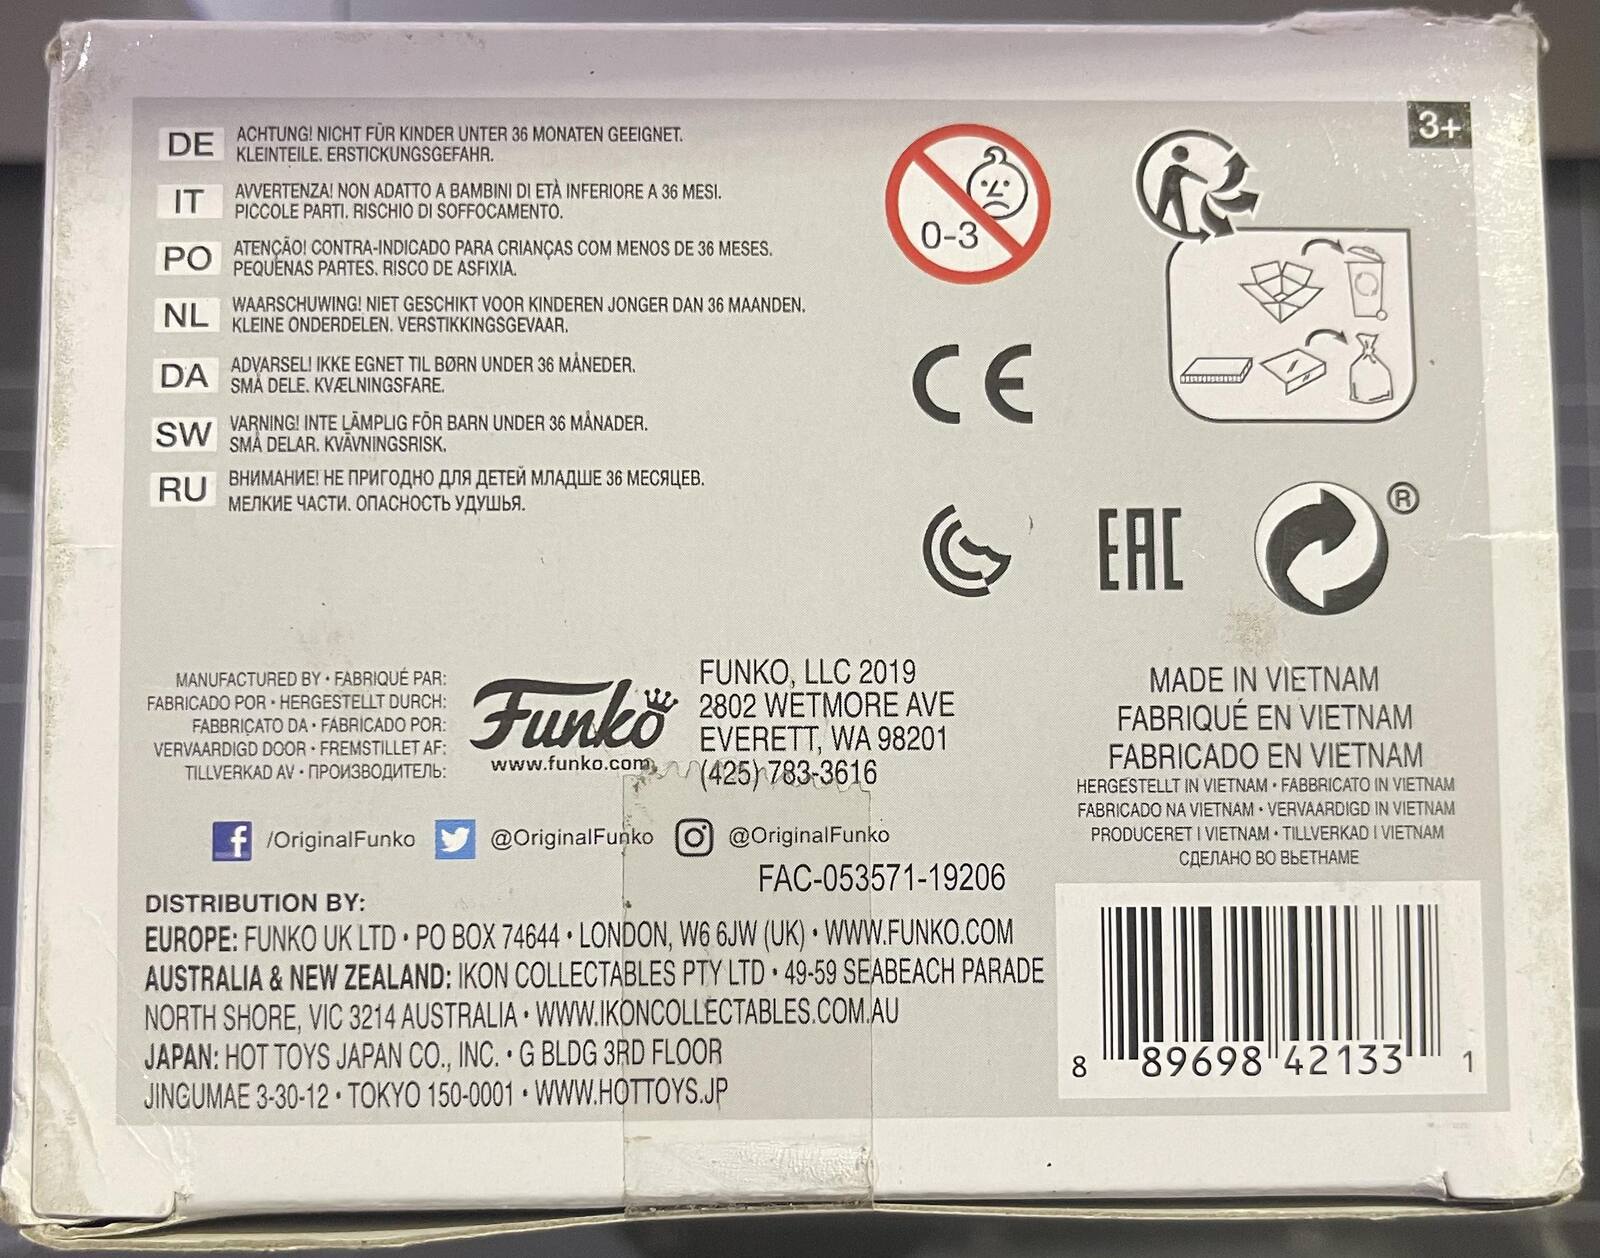 3+
DE
ACHTUNG! NICHT FÜR KINDER UNTER 36 MONATEN GEEIGNET.
KLEINTEILE. ERSTICKUNGSGEFAHR.
IT
AVVERTENZA! NON ADATTO A BAMBINI DI ETÀ INFERIORE A 36 MESI.
PICCOLE PARTI. RISCHIO DI SOFFOCAMENTO.
PO
ATENÇÃO! CONTRA-INDICADO PARA CRIANÇAS COM MENOS DE 36 MESES.
PEQUENAS PARTES. RISCO DE ASFIXIA.
NL
WAARSCHUWING! NIET GESCHIKT VOOR KINDEREN JONGER DAN 36 MAANDEN.
KLEINE ONDERDELEN. VERSTIKKINGSGEVAAR.
DA
ADVARSEL! IKKE EGNET TIL BØRN UNDER 36 MÅNEDER.
SMÅ DELE. KVÆLNINGSFARE.
SW
VARNING! INTE LÄMPLIG FÖR BARN UNDER 36 MÅNADER.
SMÅ DELAR. KVÄVNINGSRISK.
RU
ВНИМАНИЕ! НЕ ПРИГОДНО ДЛЯ ДЕТЕЙ МЛАДШЕ 36 МЕСЯЦЕВ.
МЕЛКИЕ ЧАСТИ. ОПАСНОСТЬ УДУШЬЯ.
0-3
CE
EAC
®
MANUFACTURED BY • FABRIQUÉ PAR:
FABRICADO POR • HERGESTELLT DURCH:
FABBRICATO DA • FABRICADO POR:
VERVAARDIGD DOOR • FREMSTILLET AF:
TILLVERKAD AV • ПРОИЗВОДИТЕЛЬ:
Funko
www.funko.com
FUNKO, LLC 2019
2802 WETMORE AVE
EVERETT, WA 98201
(425) 783-3616
MADE IN VIETNAM
FABRIQUÉ EN VIETNAM
FABRICADO EN VIETNAM
HERGESTELLT IN VIETNAM • FABBRICATO IN VIETNAM
FABRICADO NA VIETNAM • VERVAARDIGD IN VIETNAM
PRODUCERET I VIETNAM • TILLVERKAD I VIETNAM
СДЕЛАНО ВО ВЬЕТНАМЕ
f /OriginalFunko @OriginalFunko @OriginalFunko
FAC-053571-19206
DISTRIBUTION BY:
EUROPE: FUNKO UK LTD • PO BOX 74644 • LONDON, W6 6JW (UK) • WWW.FUNKO.COM
AUSTRALIA & NEW ZEALAND: IKON COLLECTABLES PTY LTD • 49-59 SEABEACH PARADE
NORTH SHORE, VIC 3214 AUSTRALIA • WWW.IKONCOLLECTABLES.COM.AU
JAPAN: HOT TOYS JAPAN CO., INC. • G BLDG 3RD FLOOR
JINGUMAE 3-30-12 • TOKYO 150-0001 • WWW.HOTTOYS.JP
8 89698 42133 1